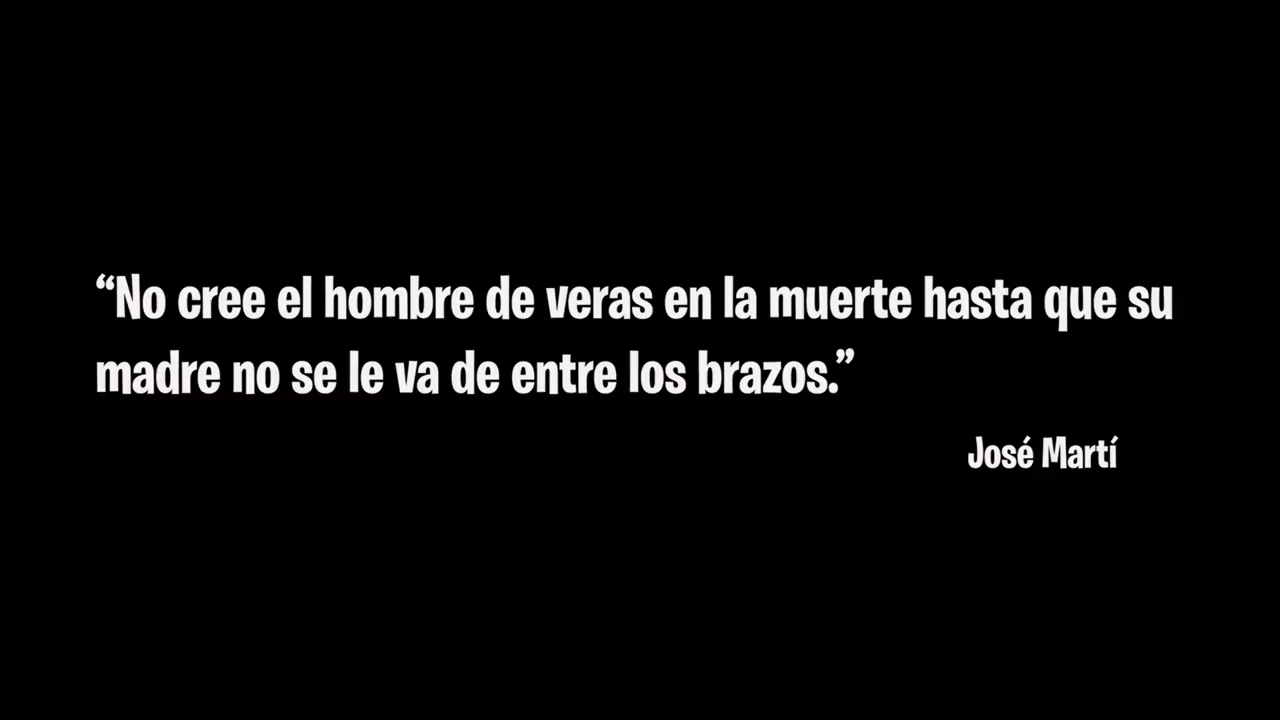 “No cree el hombre de veras en la muerte hasta que su
madre no se le va de entre los brazos.”
José Martí